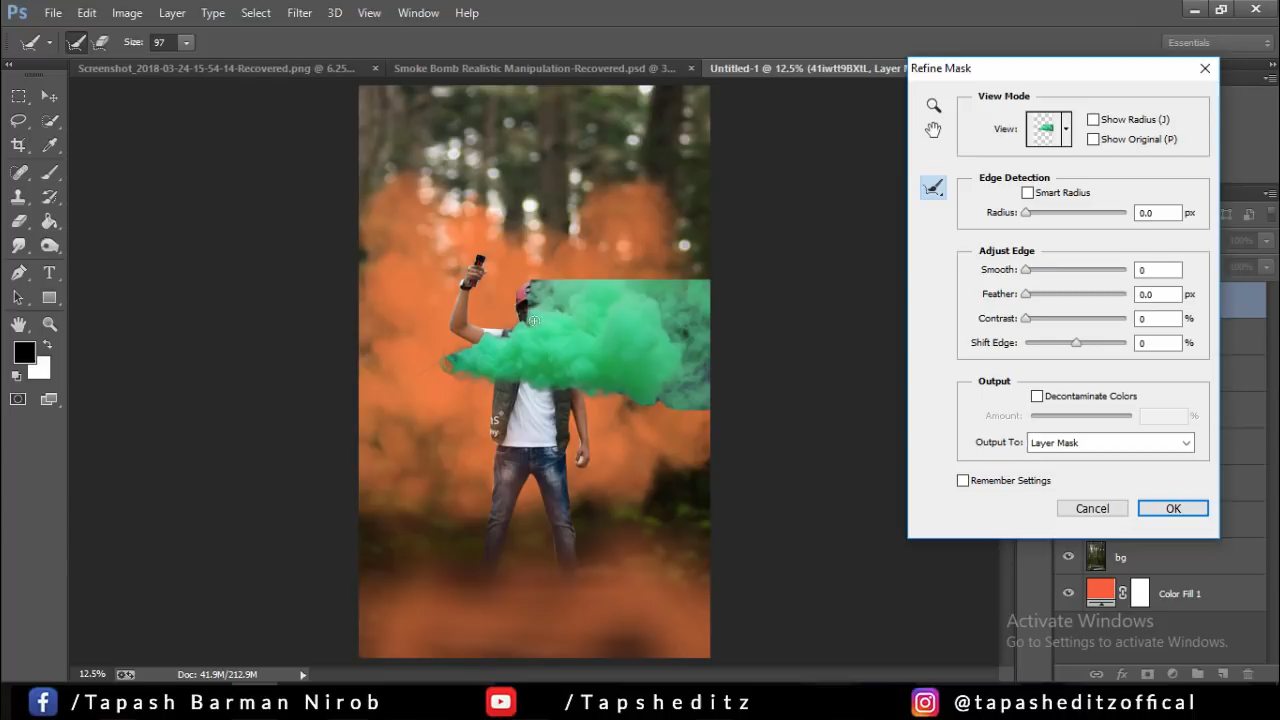 Ps File Edit Image Layer Type Select Filter 3D View Window Help
Size: 97 Essentials
Screenshot_2018-03-24-15-54-14-Recovered.png @ 6.25... × Smoke Bomb Realistic Manipulation-Recovered.psd @ 3... × Untitled-1 @ 12.5% (41iwtt9BXtL, Layer
Refine Mask
View Mode
View: Show Radius (J)
Show Original (P)
Edge Detection
Smart Radius
Radius: 0.0 px
Adjust Edge
Smooth: 0
Feather: 0.0 px
Contrast: 0 %
Shift Edge: 0 %
Output
Decontaminate Colors
Amount: %
Output To: Layer Mask
Remember Settings
Cancel OK
100%
100%
bg
Color Fill 1
Activate Windows
Go to Settings to activate Windows.
12.5% Doc: 41.9M/212.9M
/Tapash Barman Nirob /Tapsheditz @tapasheditzoffical